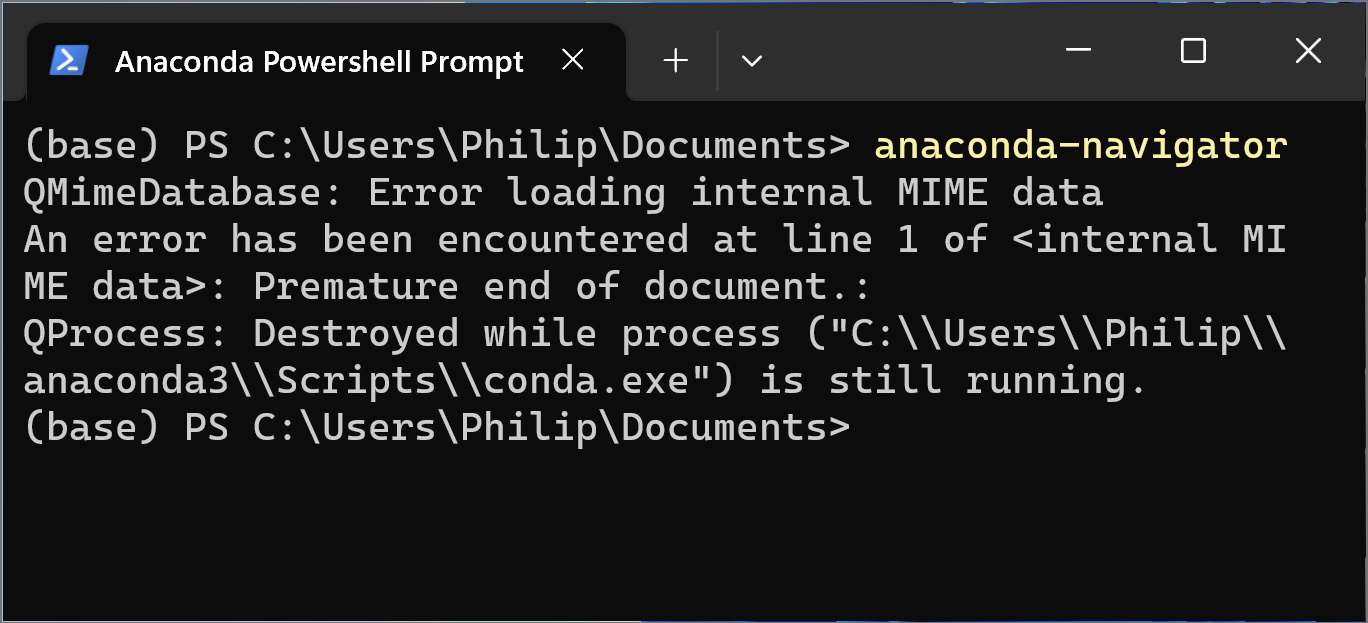 Anaconda Powershell Prompt
(base) PS C:\Users\Philip\Documents> anaconda-navigator
QMimeDatabase: Error loading internal MIME data
An error has been encountered at line 1 of <internal MI
ME data>: Premature end of document.:
QProcess: Destroyed while process ("C:\\Users\\Philip\\
anaconda3\\Scripts\\conda.exe") is still running.
(base) PS C:\Users\Philip\Documents>